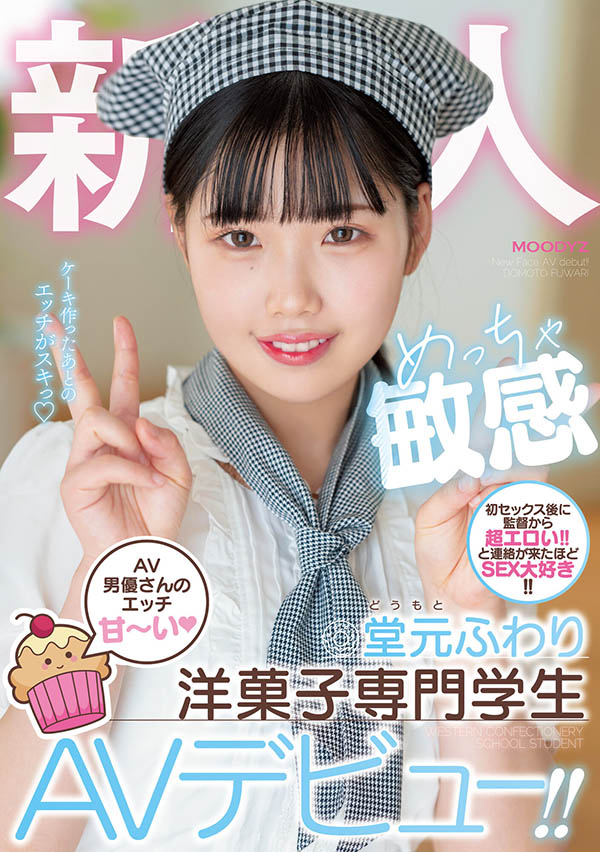 新人
MOODYZ
New Face AV debut!!
DOMOTO FUWARI
ケーキ作ったあとの
エッチがスキっ♡
めっちゃ
敏感
初セックス後に
監督から
超エロい!!
と連絡が来たほど
SEX大好き
!!
AV
男優さんの
エッチ
甘〜い♥
どうもと
堂元ふわり
洋菓子専門学生
WESTERN CONFECTIONERY
SCHOOL STUDENT
AVデビュー!!